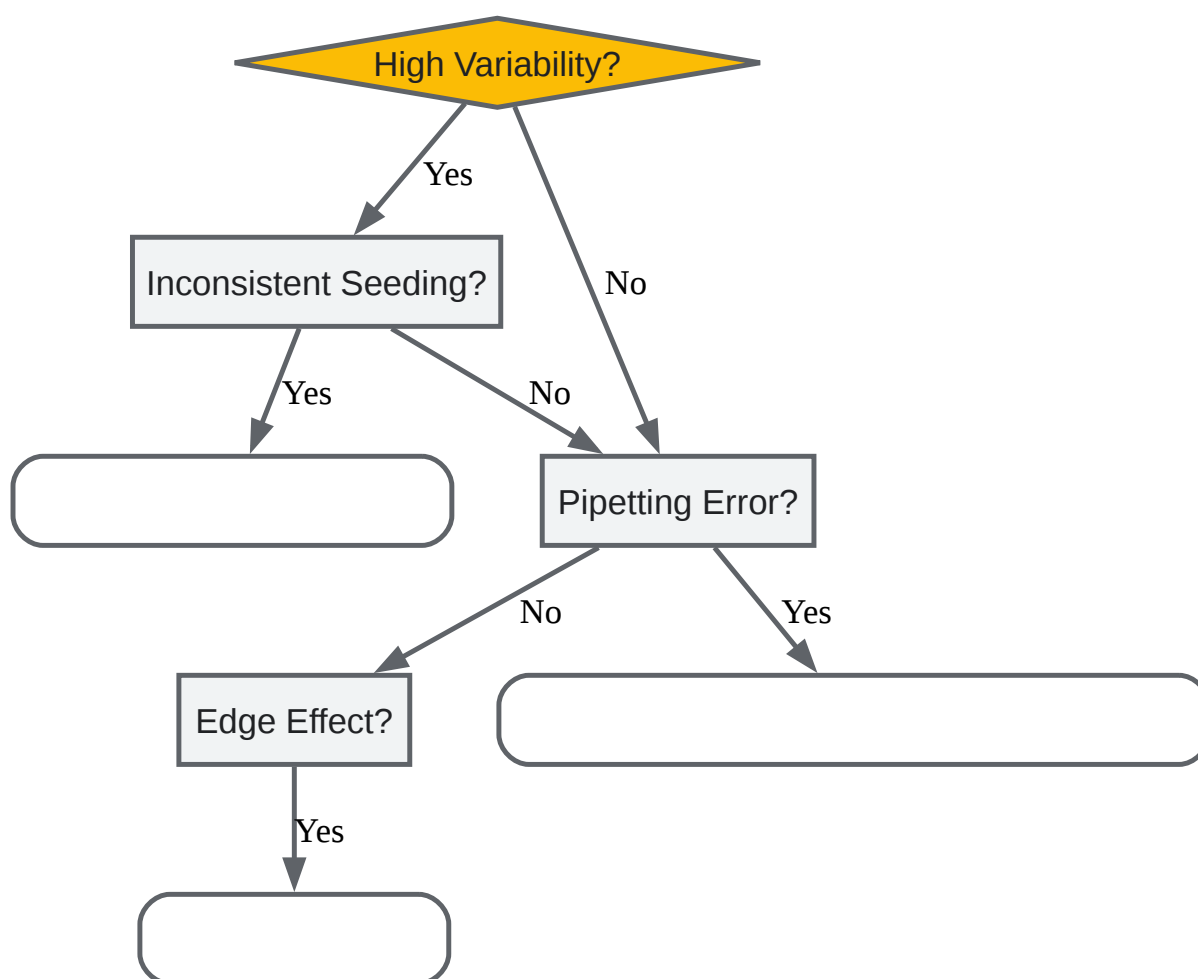 High Variability?
Yes
Inconsistent Seeding?
No
Yes
No
Pipetting Error?
No
Yes
Edge Effect?
Yes